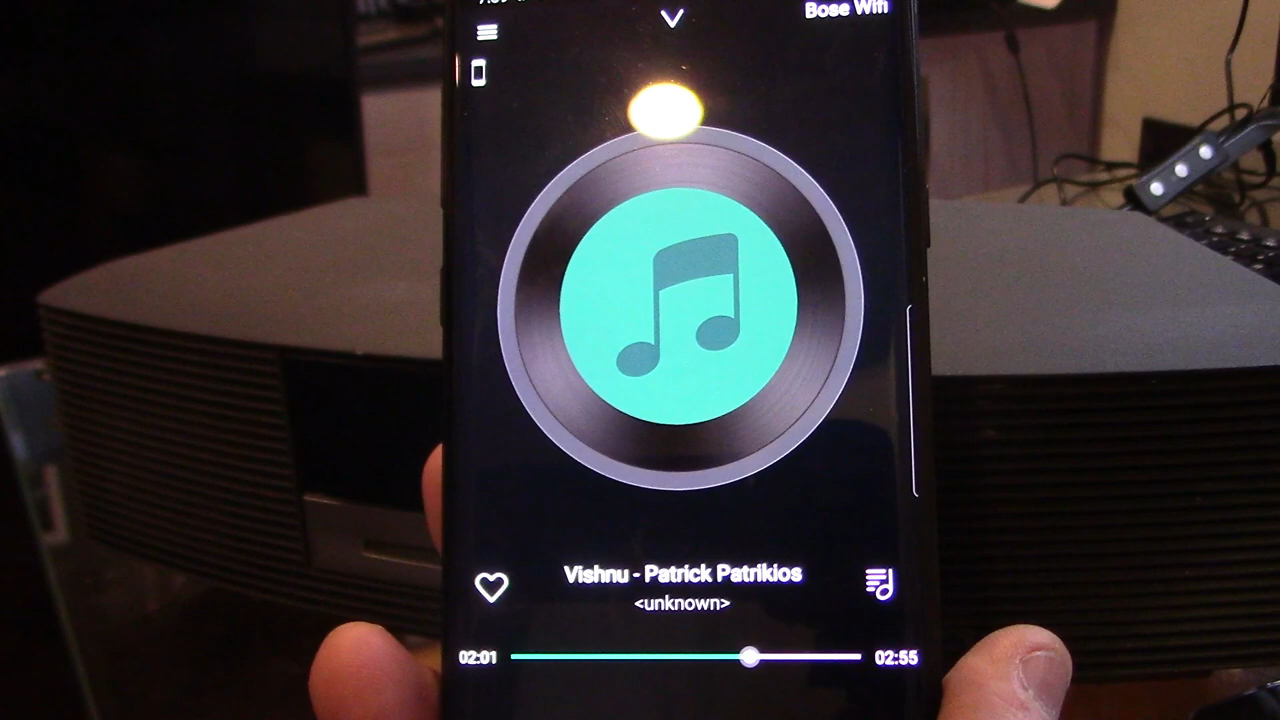 Bose Wifi
Vishnu - Patrick Patrikios
<unknown>
02:01
02:55